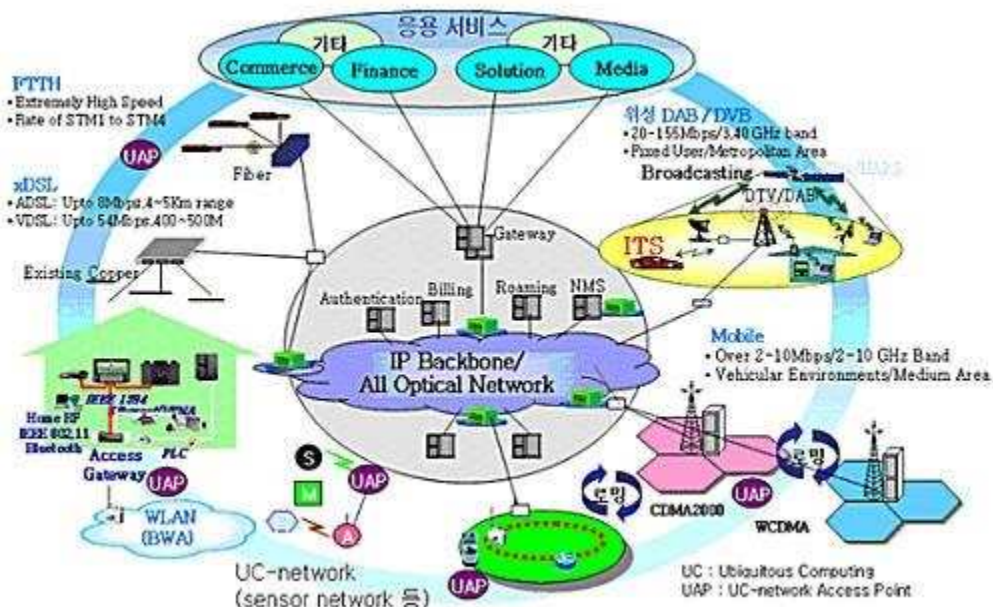 응용 서비스
기타
기타
Commerce
Finance
Solution
Media
FTTH
• Extremely High Speed
• Rate of STM1 to STM4
UAP
Fiber
xDSL
• ADSL: Upto 8Mbps,4~5Km range
• VDSL: Upto 54Mbps,400~500M
Existing Copper
위성 DAB/DVB
• 20-155Mbps/3,40 GHz band
• Fixed User/Metropolitan Area
Broadcasting
DTV/DAB
ITS
Gateway
Authentication
Billing
Roaming
NMS
IP Backbone/
All Optical Network
Mobile
• Over 2-10Mbps/2-10 GHz Band
• Vehicular Environments/Medium Area
IEEE 1394
Home RF
IEEE 802.11
Bluetooth
PLC
Access
Gateway
UAP
WLAN
(BWA)
S
M
A
UAP
로밍
로밍
CDMA2000
UAP
WCDMA
UAP
UC-network
(sensor network 등)
UC : Ubiquitous Computing
UAP : UC-network Access Point